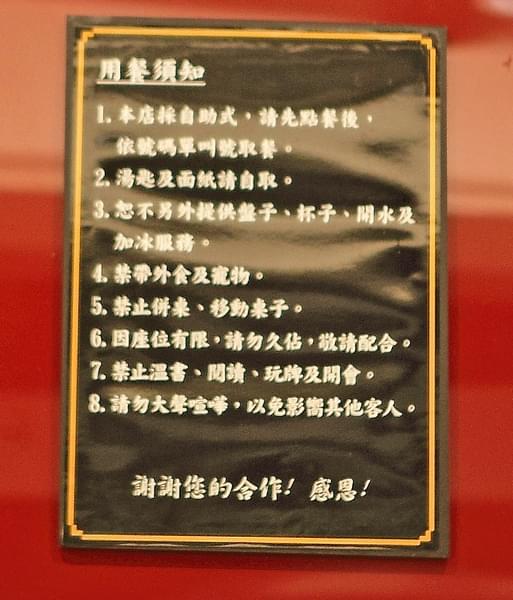 用餐須知
1. 本店採自助式，請先點餐後，
依號碼單叫號取餐。
2. 湯匙及面紙請自取。
3. 恕不另外提供盤子、杯子、開水及
加冰服務。
4. 禁帶外食及寵物。
5. 禁止併桌、移動桌子。
6. 因座位有限，請勿久佔，敬請配合。
7. 禁止溫書、閱讀、玩牌及開會。
8. 請勿大聲喧嘩，以免影響其他客人。
謝謝您的合作! 感恩!